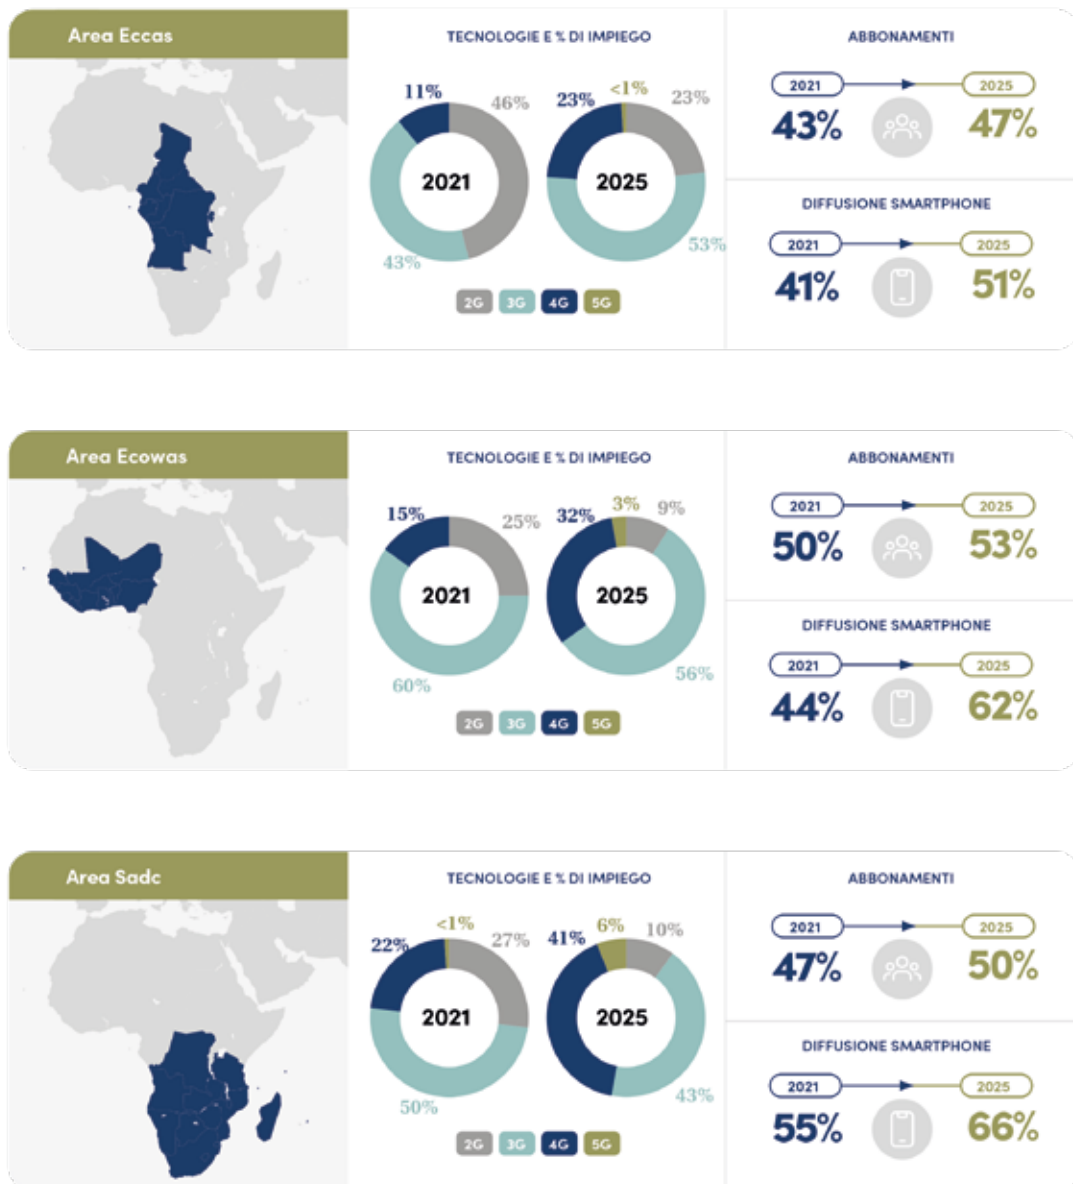 Area Eccas
TECNOLOGIE E % DI IMPIEGO
11%
46%
2021
43%
23%
<1%
23%
2025
53%
2G 3G 4G 5G
ABBONAMENTI
2021 2025
43% 47%
DIFFUSIONE SMARTPHONE
2021 2025
41% 51%
Area Ecowas
TECNOLOGIE E % DI IMPIEGO
15%
25%
2021
60%
32%
3%
9%
2025
56%
2G 3G 4G 5G
ABBONAMENTI
2021 2025
50% 53%
DIFFUSIONE SMARTPHONE
2021 2025
44% 62%
Area Sadc
TECNOLOGIE E % DI IMPIEGO
22%
<1%
27%
2021
50%
41%
6%
10%
2025
43%
2G 3G 4G 5G
ABBONAMENTI
2021 2025
47% 50%
DIFFUSIONE SMARTPHONE
2021 2025
55% 66%